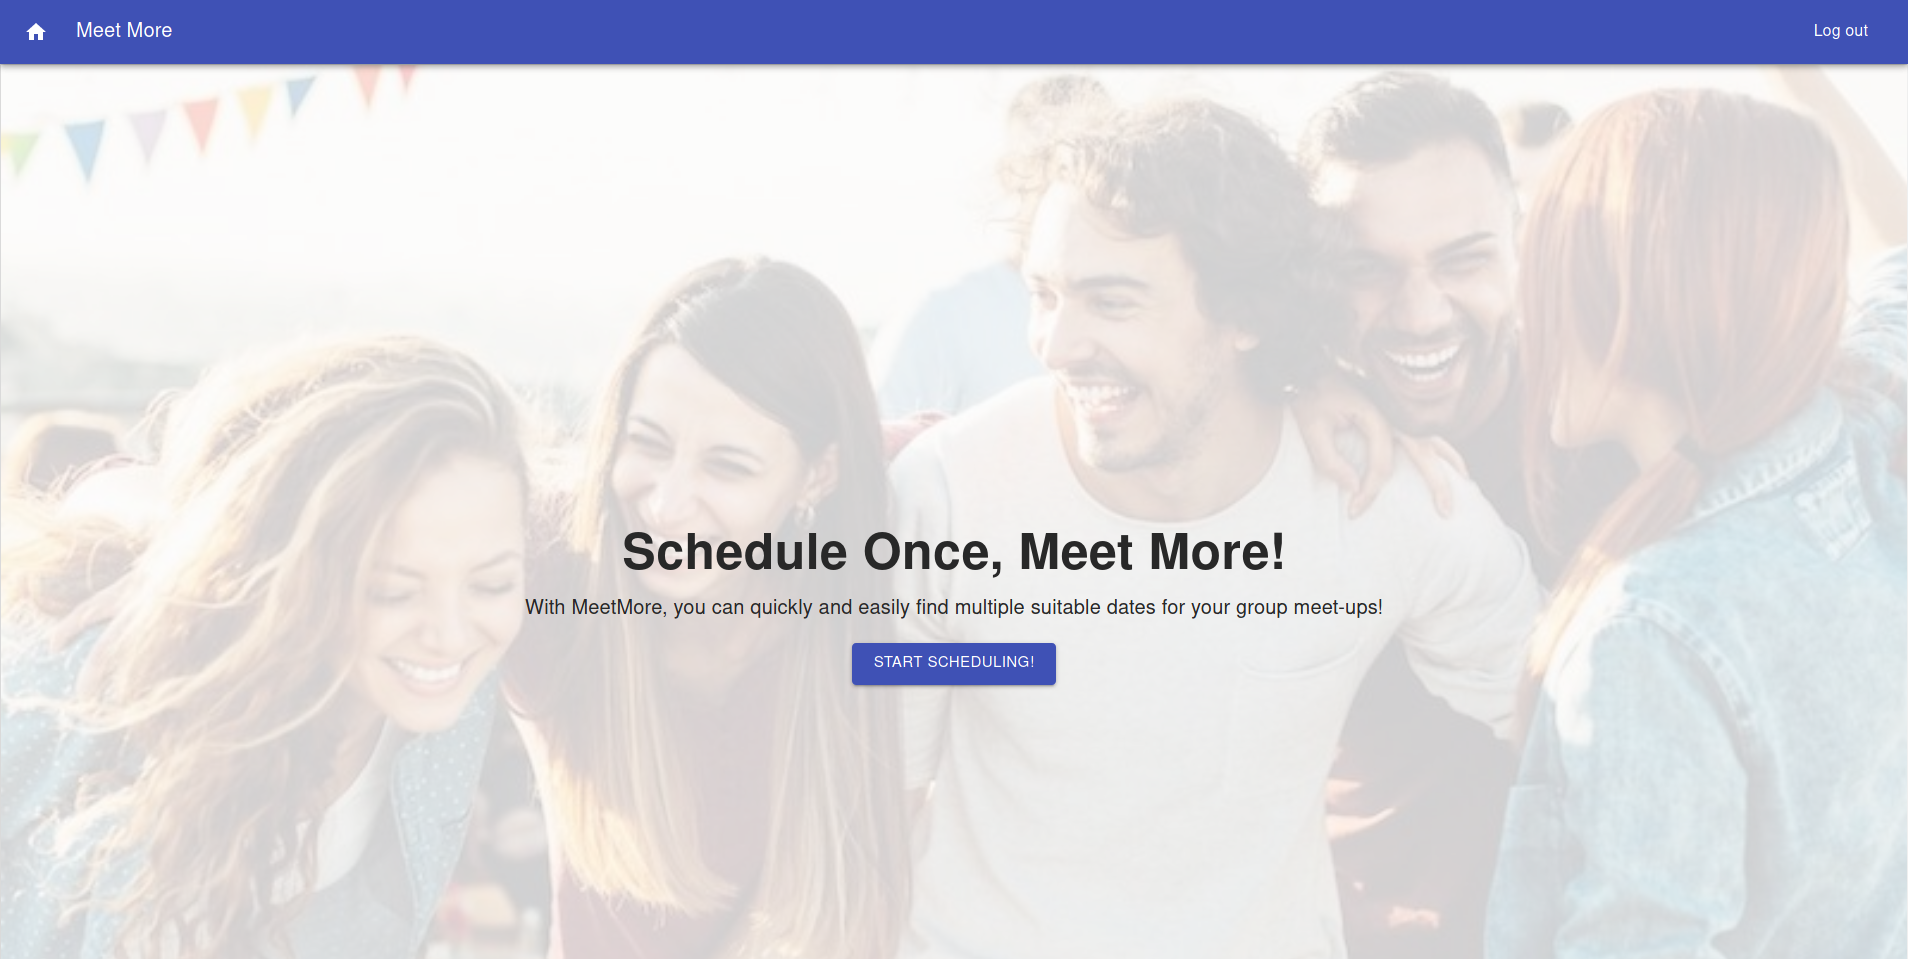 Meet More
Log out
Schedule Once, Meet More!
With MeetMore, you can quickly and easily find multiple suitable dates for your group meet-ups!
START SCHEDULING!